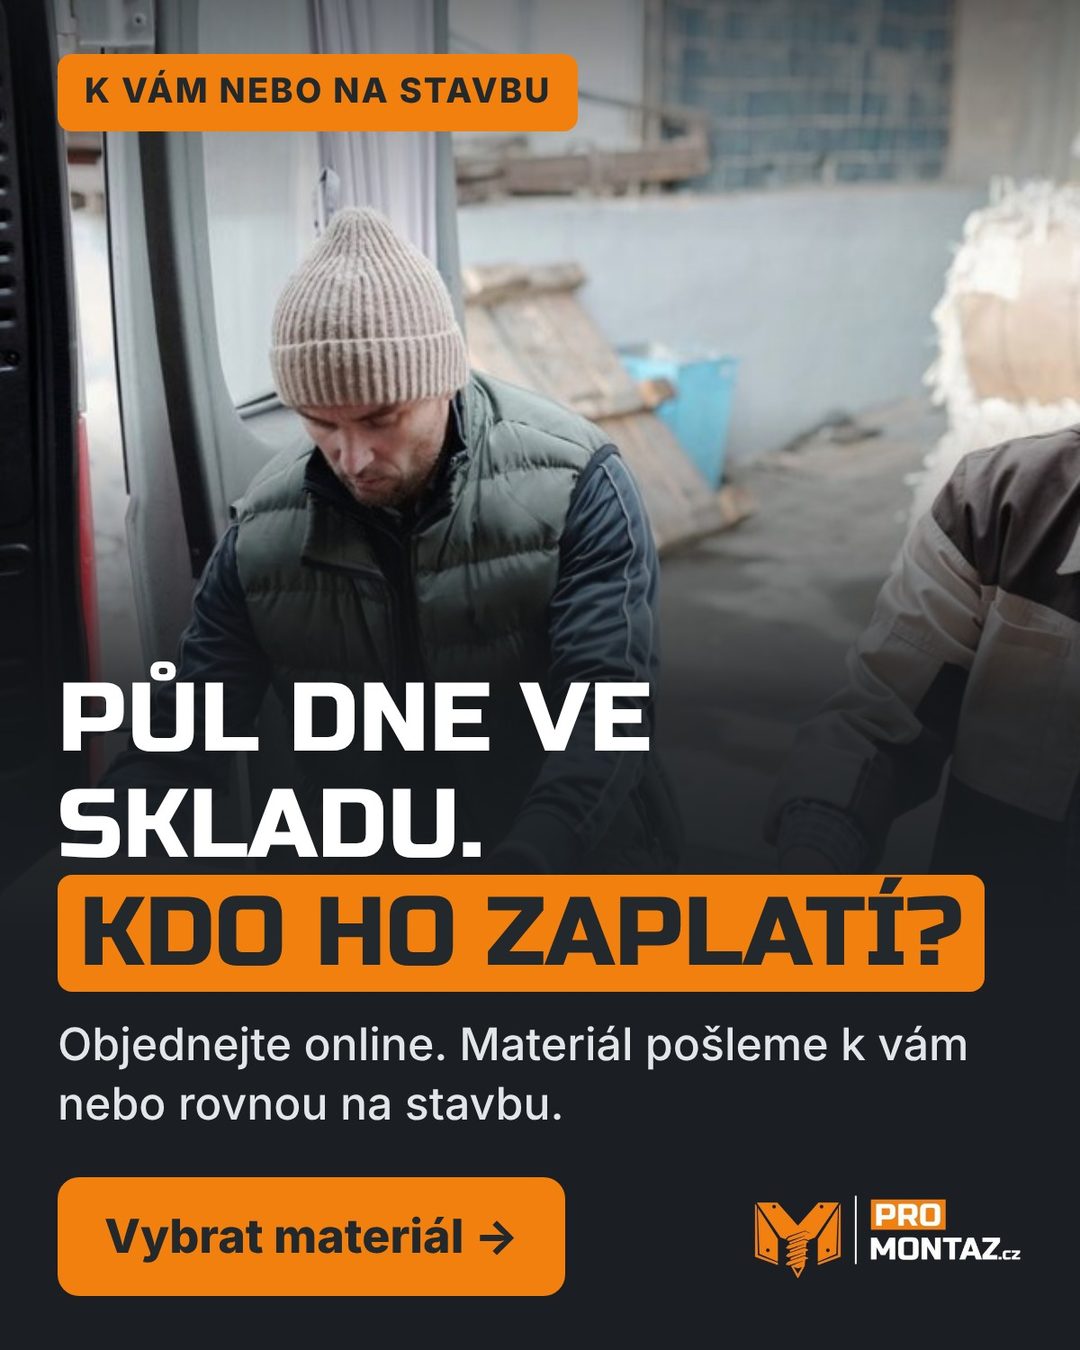 K VÁM NEBO NA STAVBU
PŮL DNE VE
SKLADU.
KDO HO ZAPLATÍ?
Objednejte online. Materiál pošleme k vám
nebo rovnou na stavbu.
Vybrat materiál →
PRO
MONTAZ.cz